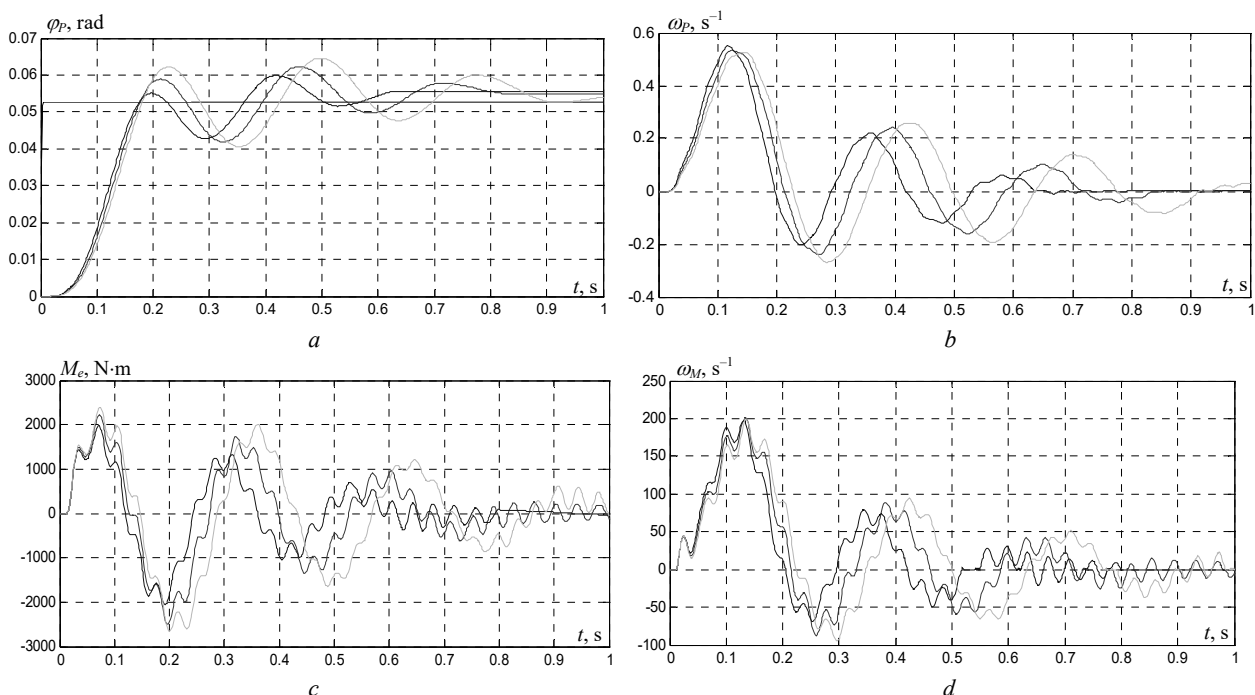 φP, rad
0.07
0.06
0.05
0.04
0.03
0.02
0.01
0
0 0.1 0.2 0.3 0.4 0.5 0.6 0.7 0.8 0.9 1
t, s
a
ωP, s⁻¹
0.6
0.4
0.2
0
-0.2
-0.4
0 0.1 0.2 0.3 0.4 0.5 0.6 0.7 0.8 0.9 1
t, s
b
Me, N·m
3000
2000
1000
0
-1000
-2000
-3000
0 0.1 0.2 0.3 0.4 0.5 0.6 0.7 0.8 0.9 1
t, s
c
ωM, s⁻¹
250
200
150
100
50
0
-50
-100
0 0.1 0.2 0.3 0.4 0.5 0.6 0.7 0.8 0.9 1
t, s
d